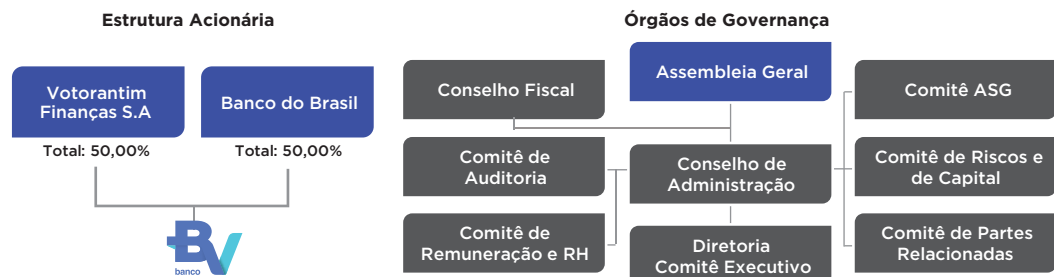 Estrutura Acionária
Votorantim
Finanças S.A
Total: 50,00%
Banco do Brasil
Total: 50,00%
BV
banco
Órgãos de Governança
Assembleia Geral
Conselho Fiscal
Comitê ASG
Comitê de
Auditoria
Conselho de
Administração
Comitê de Riscos e
de Capital
Comitê de
Remuneração e RH
Diretoria
Comitê Executivo
Comitê de Partes
Relacionadas